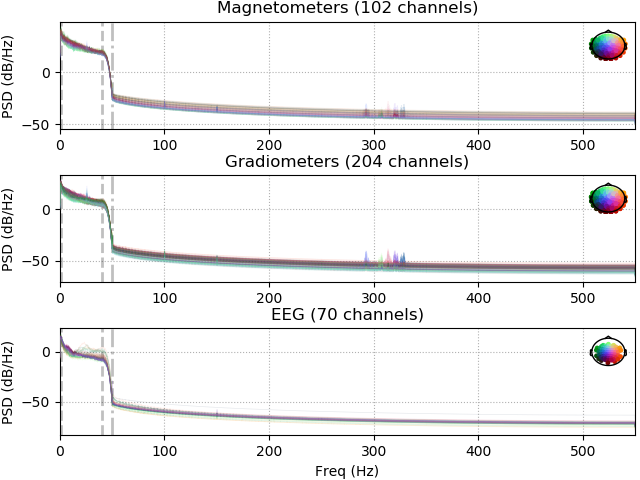 Magnetometers (102 channels)
PSD (dB/Hz)
0
−50
0 100 200 300 400 500
Gradiometers (204 channels)
PSD (dB/Hz)
0
−50
0 100 200 300 400 500
EEG (70 channels)
PSD (dB/Hz)
0
−50
0 100 200 300 400 500
Freq (Hz)